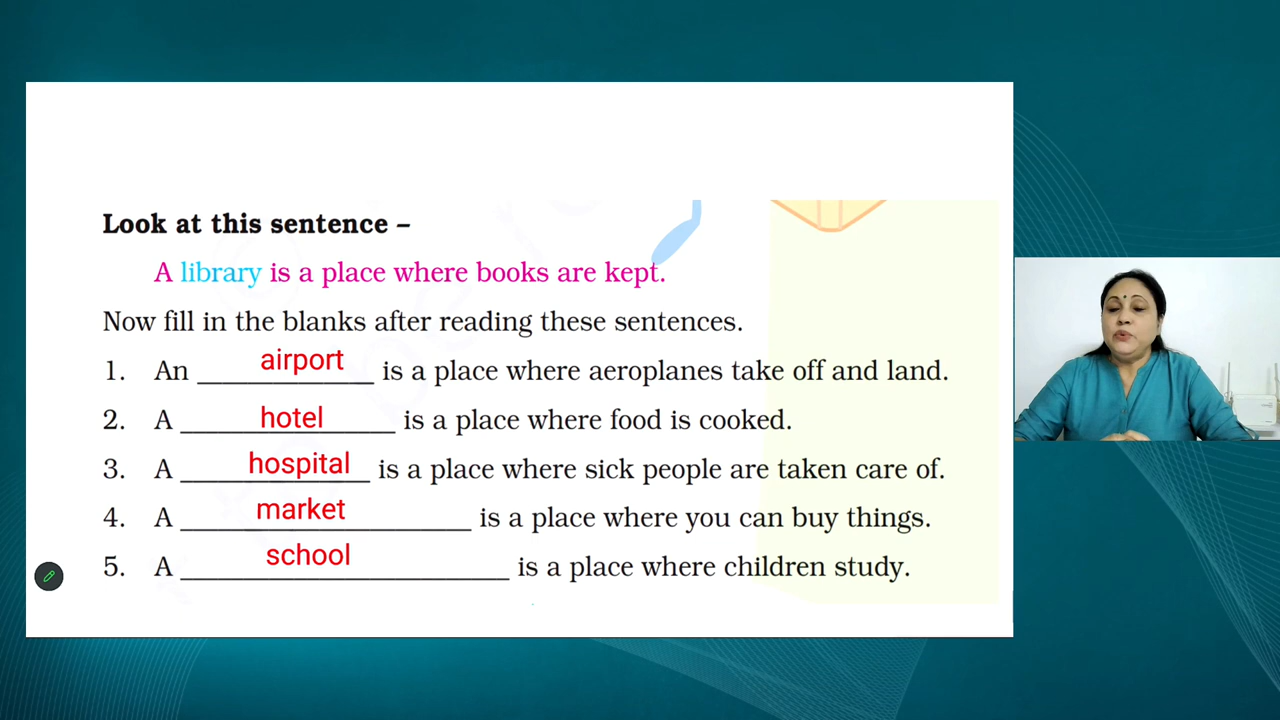 Look at this sentence –
A library is a place where books are kept.
Now fill in the blanks after reading these sentences.
1. An airport is a place where aeroplanes take off and land.
2. A hotel is a place where food is cooked.
3. A hospital is a place where sick people are taken care of.
4. A market is a place where you can buy things.
5. A school is a place where children study.